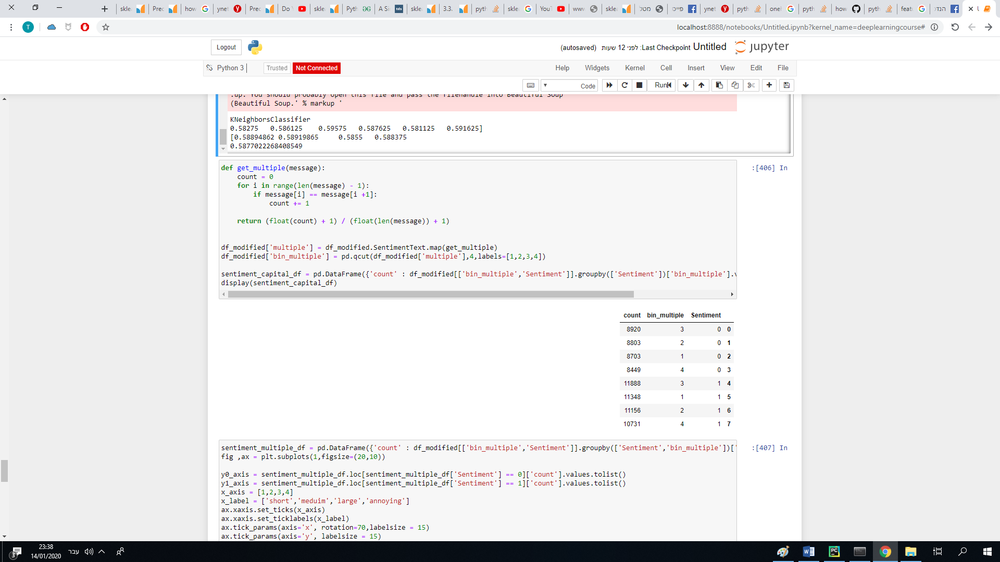 skle
Prec
how
ynet
Prec
Do
skle
Pyth
A Si
skle
3.3.
pyth
skle
YouT
www
skle
מטל
פייס
ynet
pyth
onel
pyth
how
pyth
feat
הנדכ
localhost:8888/notebooks/Untitled.ipynb?kernel_name=deeplearningcourse#
T
Logout
jupyter
Untitled
Last Checkpoint: לפני 12 שעות (autosaved)
Python 3
Trusted
Not Connected
Help Widgets Kernel Cell Insert View Edit File
Code
Run
.up. You should probably open this file and pass the filehandle into Beautiful Soup
(Beautiful Soup.' % markup '
KNeighborsClassifier
0.58275 0.586125 0.59575 0.587625 0.581125 0.591625]
[0.58894862 0.58919865 0.5855 0.588375
0.5877022268408549
:[406] In
def get_multiple(message):
count = 0
for i in range(len(message) - 1):
if message[i] == message[i +1]:
count += 1
return (float(count) + 1) / (float(len(message)) + 1)
df_modified['multiple'] = df_modified.SentimentText.map(get_multiple)
df_modified['bin_multiple'] = pd.qcut(df_modified['multiple'],4,labels=[1,2,3,4])
sentiment_capital_df = pd.DataFrame({'count' : df_modified[['bin_multiple','Sentiment']].groupby(['Sentiment'])['bin_multiple'].v
display(sentiment_capital_df)
count bin_multiple Sentiment
8920 3 0 0
8803 2 0 1
8703 1 0 2
8449 4 0 3
11888 3 1 4
11348 1 1 5
11156 2 1 6
10731 4 1 7
:[407] In
sentiment_multiple_df = pd.DataFrame({'count' : df_modified[['bin_multiple','Sentiment']].groupby(['Sentiment','bin_multiple'])['
fig ,ax = plt.subplots(1,figsize=(20,10))
y0_axis = sentiment_multiple_df.loc[sentiment_multiple_df['Sentiment'] == 0]['count'].values.tolist()
y1_axis = sentiment_multiple_df.loc[sentiment_multiple_df['Sentiment'] == 1]['count'].values.tolist()
x_axis = [1,2,3,4]
x_label = ['short','meduim','large','annoying']
ax.xaxis.set_ticks(x_axis)
ax.xaxis.set_ticklabels(x_label)
ax.tick_params(axis='x', rotation=70,labelsize = 15)
ax.tick_params(axis='y', labelsize = 15)
3
23:38
14/01/2020
עבר